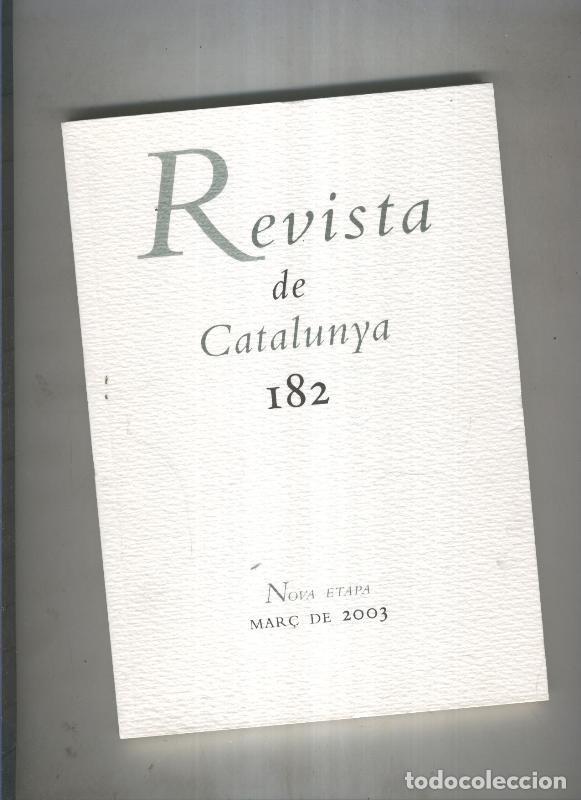 Revista
de
Catalunya
182
Nova etapa
març de 2003
todocoleccion